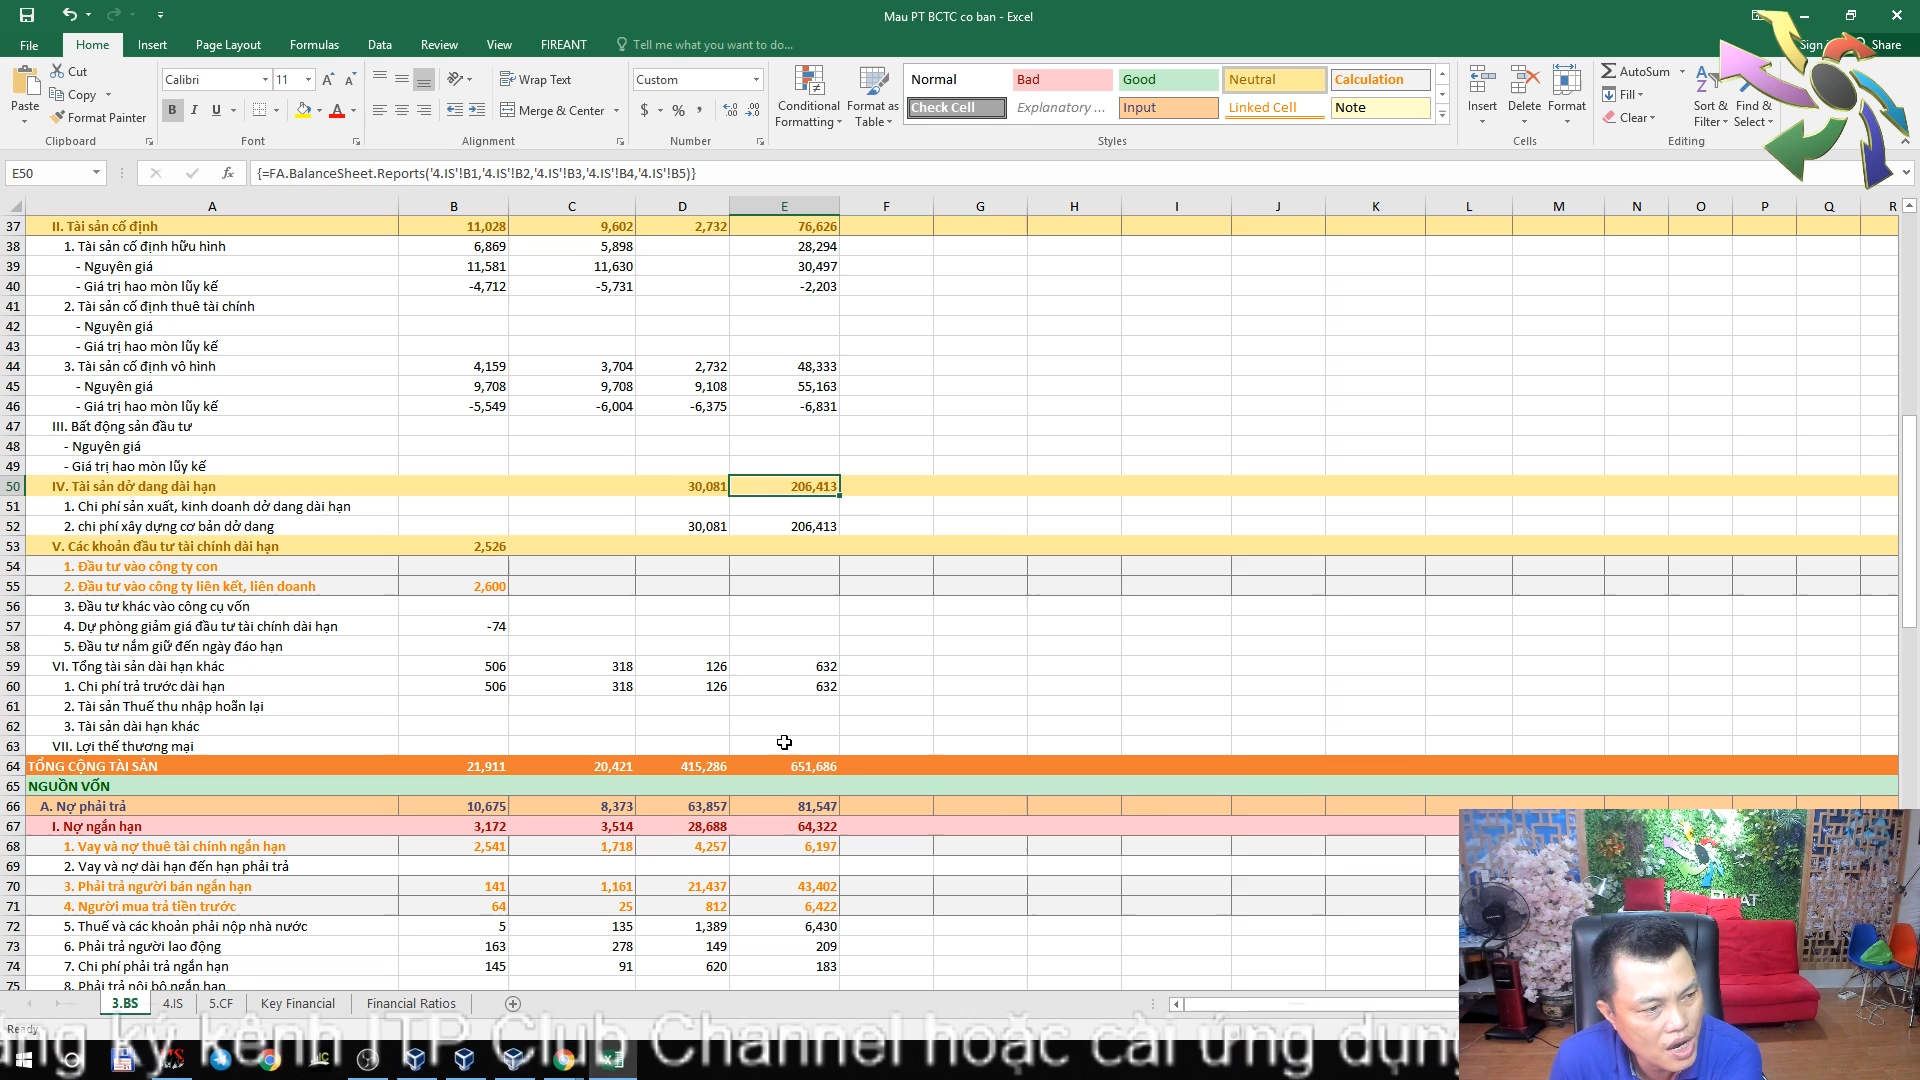 Mau PT BCTC co ban - Excel
File Home Insert Page Layout Formulas Data Review View FIREANT Tell me what you want to do... Share
Cut
Copy
Format Painter
Paste
Clipboard
Calibri 11
B I U
Font
Wrap Text
Merge & Center
Alignment
Custom
$ % ,
Number
Conditional Formatting
Format as Table
Normal Bad Good Neutral Calculation
Check Cell Explanatory ... Input Linked Cell Note
Styles
Insert Delete Format
Cells
AutoSum
Fill
Clear
Sort & Filter
Find & Select
Editing
E50 fx {=FA.BalanceSheet.Reports('4.IS'!B1,'4.IS'!B2,'4.IS'!B3,'4.IS'!B4,'4.IS'!B5)}
A B C D E F G H I J K L M N O P Q R
37 II. Tài sản cố định 11,028 9,602 2,732 76,626
38 1. Tài sản cố định hữu hình 6,869 5,898 28,294
39 - Nguyên giá 11,581 11,630 30,497
40 - Giá trị hao mòn lũy kế -4,712 -5,731 -2,203
41 2. Tài sản cố định thuê tài chính
42 - Nguyên giá
43 - Giá trị hao mòn lũy kế
44 3. Tài sản cố định vô hình 4,159 3,704 2,732 48,333
45 - Nguyên giá 9,708 9,708 9,108 55,163
46 - Giá trị hao mòn lũy kế -5,549 -6,004 -6,375 -6,831
47 III. Bất động sản đầu tư
48 - Nguyên giá
49 - Giá trị hao mòn lũy kế
50 IV. Tài sản dở dang dài hạn 30,081 206,413
51 1. Chi phí sản xuất, kinh doanh dở dang dài hạn
52 2. chi phí xây dựng cơ bản dở dang 30,081 206,413
53 V. Các khoản đầu tư tài chính dài hạn 2,526
54 1. Đầu tư vào công ty con
55 2. Đầu tư vào công ty liên kết, liên doanh 2,600
56 3. Đầu tư khác vào công cụ vốn
57 4. Dự phòng giảm giá đầu tư tài chính dài hạn -74
58 5. Đầu tư nắm giữ đến ngày đáo hạn
59 VI. Tổng tài sản dài hạn khác 506 318 126 632
60 1. Chi phí trả trước dài hạn 506 318 126 632
61 2. Tài sản Thuế thu nhập hoãn lại
62 3. Tài sản dài hạn khác
63 VII. Lợi thế thương mại
64 TỔNG CỘNG TÀI SẢN 21,911 20,421 415,286 651,686
65 NGUỒN VỐN
66 A. Nợ phải trả 10,675 8,373 63,857 81,547
67 I. Nợ ngắn hạn 3,172 3,514 28,688 64,322
68 1. Vay và nợ thuê tài chính ngắn hạn 2,541 1,718 4,257 6,197
69 2. Vay và nợ dài hạn đến hạn phải trả
70 3. Phải trả người bán ngắn hạn 141 1,161 21,437 43,402
71 4. Người mua trả tiền trước 64 25 812 6,422
72 5. Thuế và các khoản phải nộp nhà nước 5 135 1,389 6,430
73 6. Phải trả người lao động 163 278 149 209
74 7. Chi phí phải trả ngắn hạn 145 91 620 183
75 8. Phải trả nội bộ ngắn hạn
3.BS 4.IS 5.CF Key Financial Financial Ratios
Ready
ký kênh ITP Club Channel hoặc cài ứng dụng